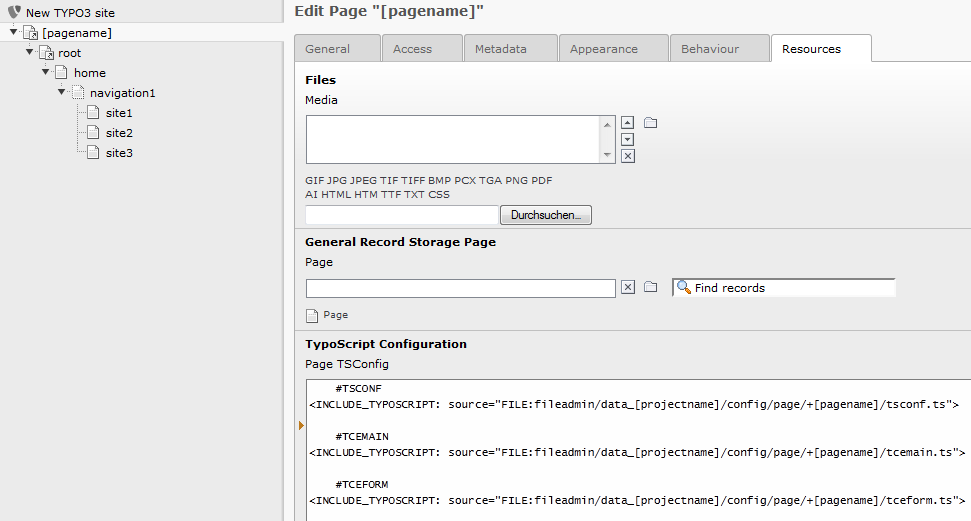 New TYPO3 site
[pagename]
root
home
navigation1
site1
site2
site3
Edit Page "[pagename]"
General Access Metadata Appearance Behaviour Resources
Files
Media
GIF JPG JPEG TIF TIFF BMP PCX TGA PNG PDF
AI HTML HTM TTF TXT CSS
Durchsuchen...
General Record Storage Page
Page
Find records
Page
TypoScript Configuration
Page TSConfig
#TSCONF
<INCLUDE_TYPOSCRIPT: source="FILE:fileadmin/data_[projectname]/config/page/+[pagename]/tsconf.ts">
#TCEMAIN
<INCLUDE_TYPOSCRIPT: source="FILE:fileadmin/data_[projectname]/config/page/+[pagename]/tcemain.ts">
#TCEFORM
<INCLUDE_TYPOSCRIPT: source="FILE:fileadmin/data_[projectname]/config/page/+[pagename]/tceform.ts">